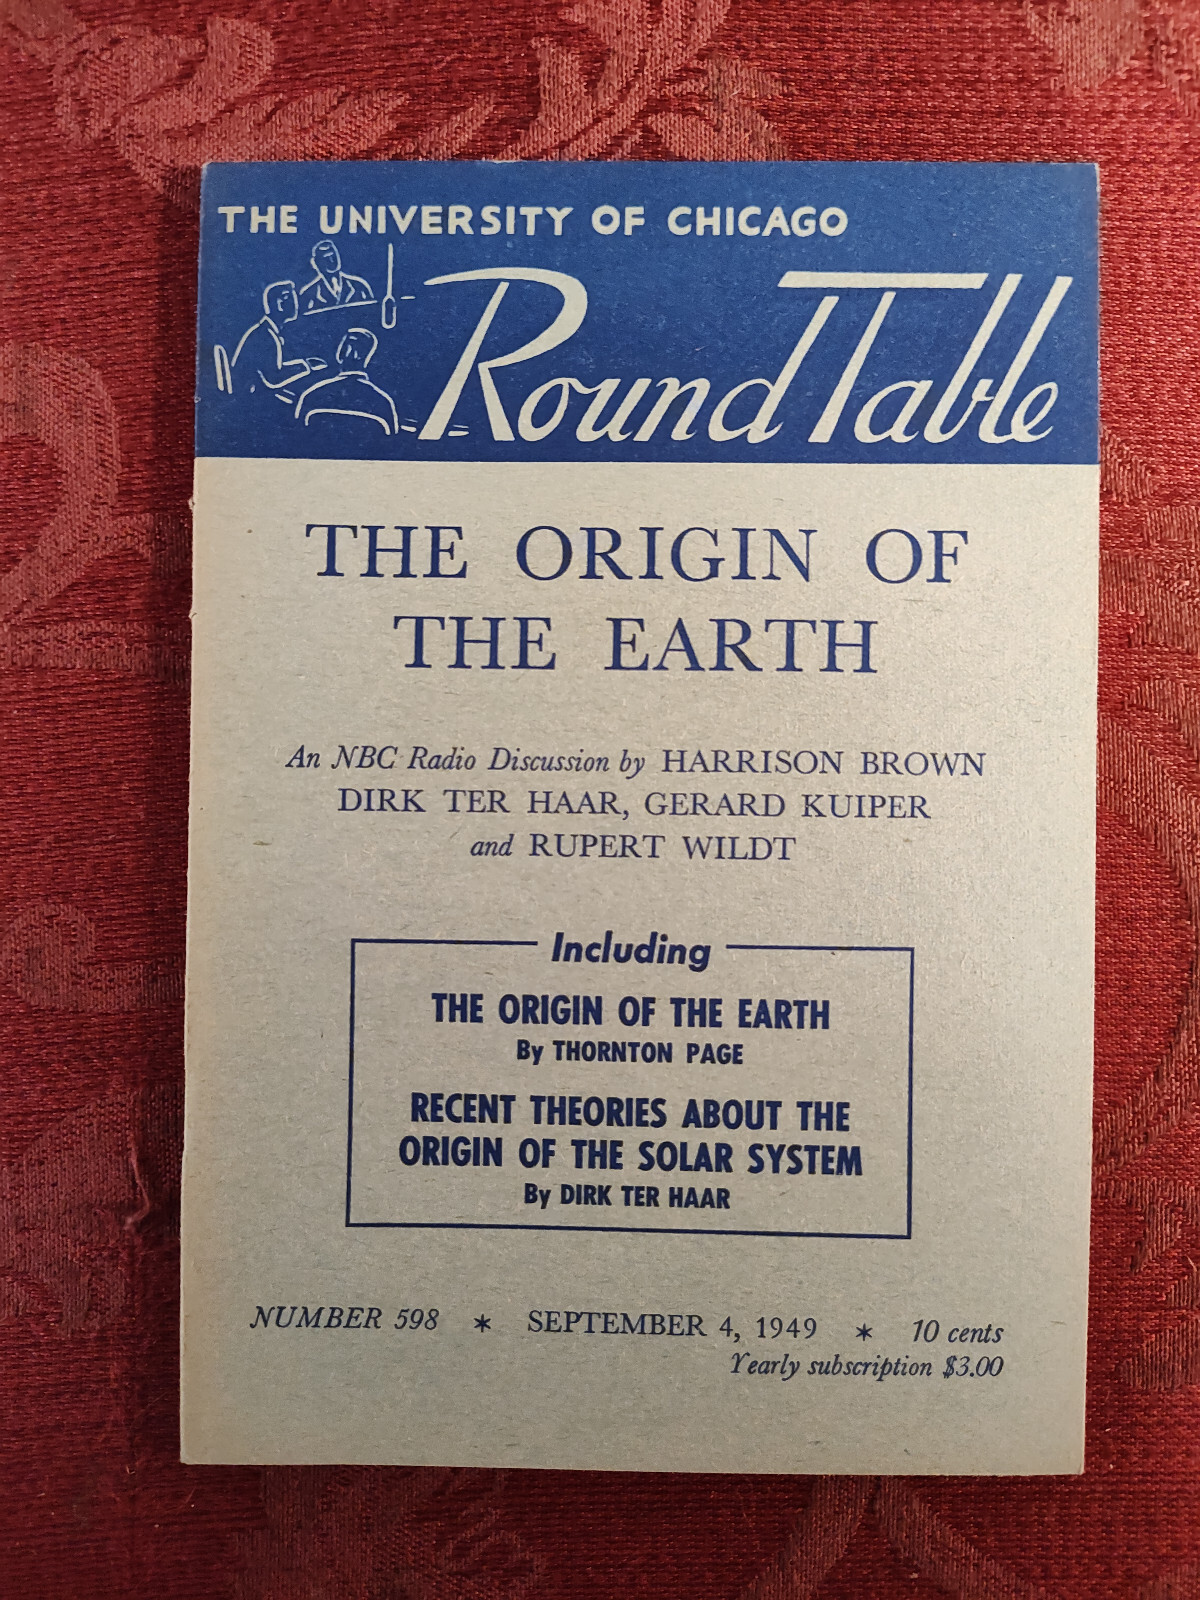 THE UNIVERSITY OF CHICAGO
Round Table
THE ORIGIN OF
THE EARTH
An NBC Radio Discussion by HARRISON BROWN
DIRK TER HAAR, GERARD KUIPER
and RUPERT WILDT
Including
THE ORIGIN OF THE EARTH
By THORNTON PAGE
RECENT THEORIES ABOUT THE
ORIGIN OF THE SOLAR SYSTEM
By DIRK TER HAAR
NUMBER 598 * SEPTEMBER 4, 1949 * 10 cents
Yearly subscription $3.00